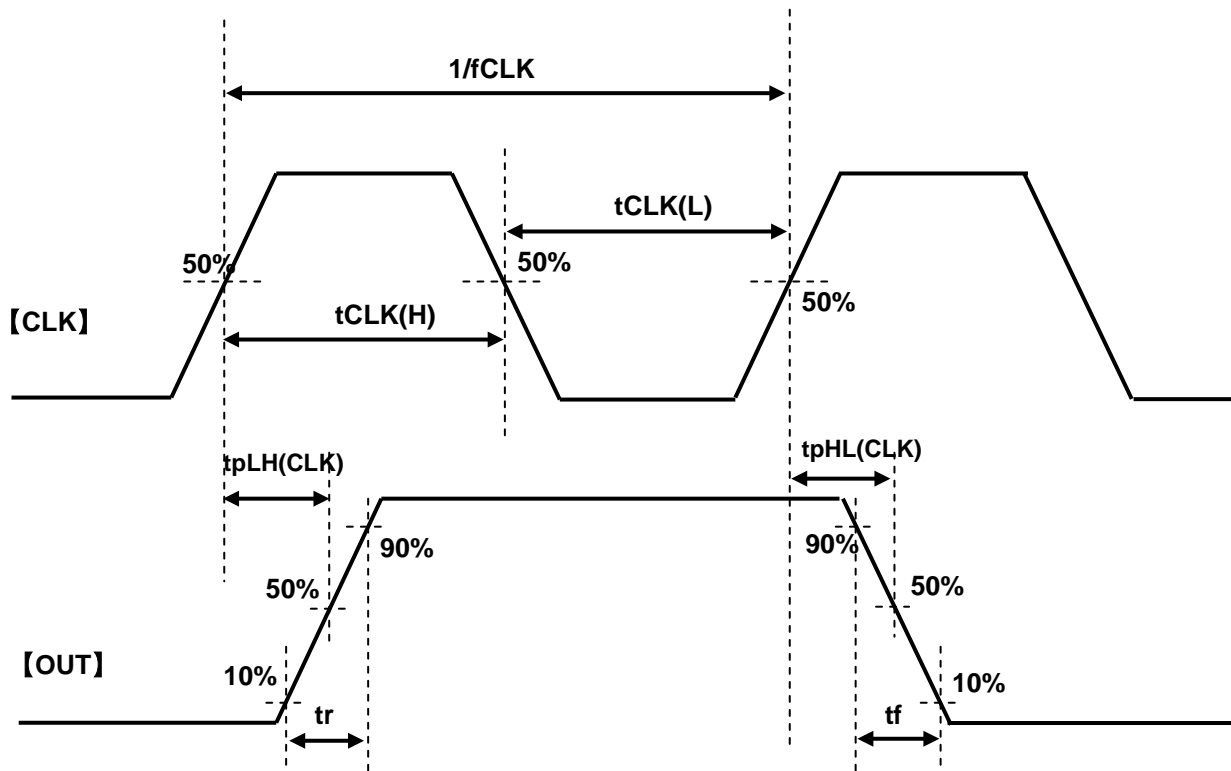 1/fCLK
tCLK(L)
50%
50%
50%
【CLK】
tCLK(H)
tpLH(CLK)
tpHL(CLK)
90%
90%
50%
50%
【OUT】
10%
10%
tr
tf